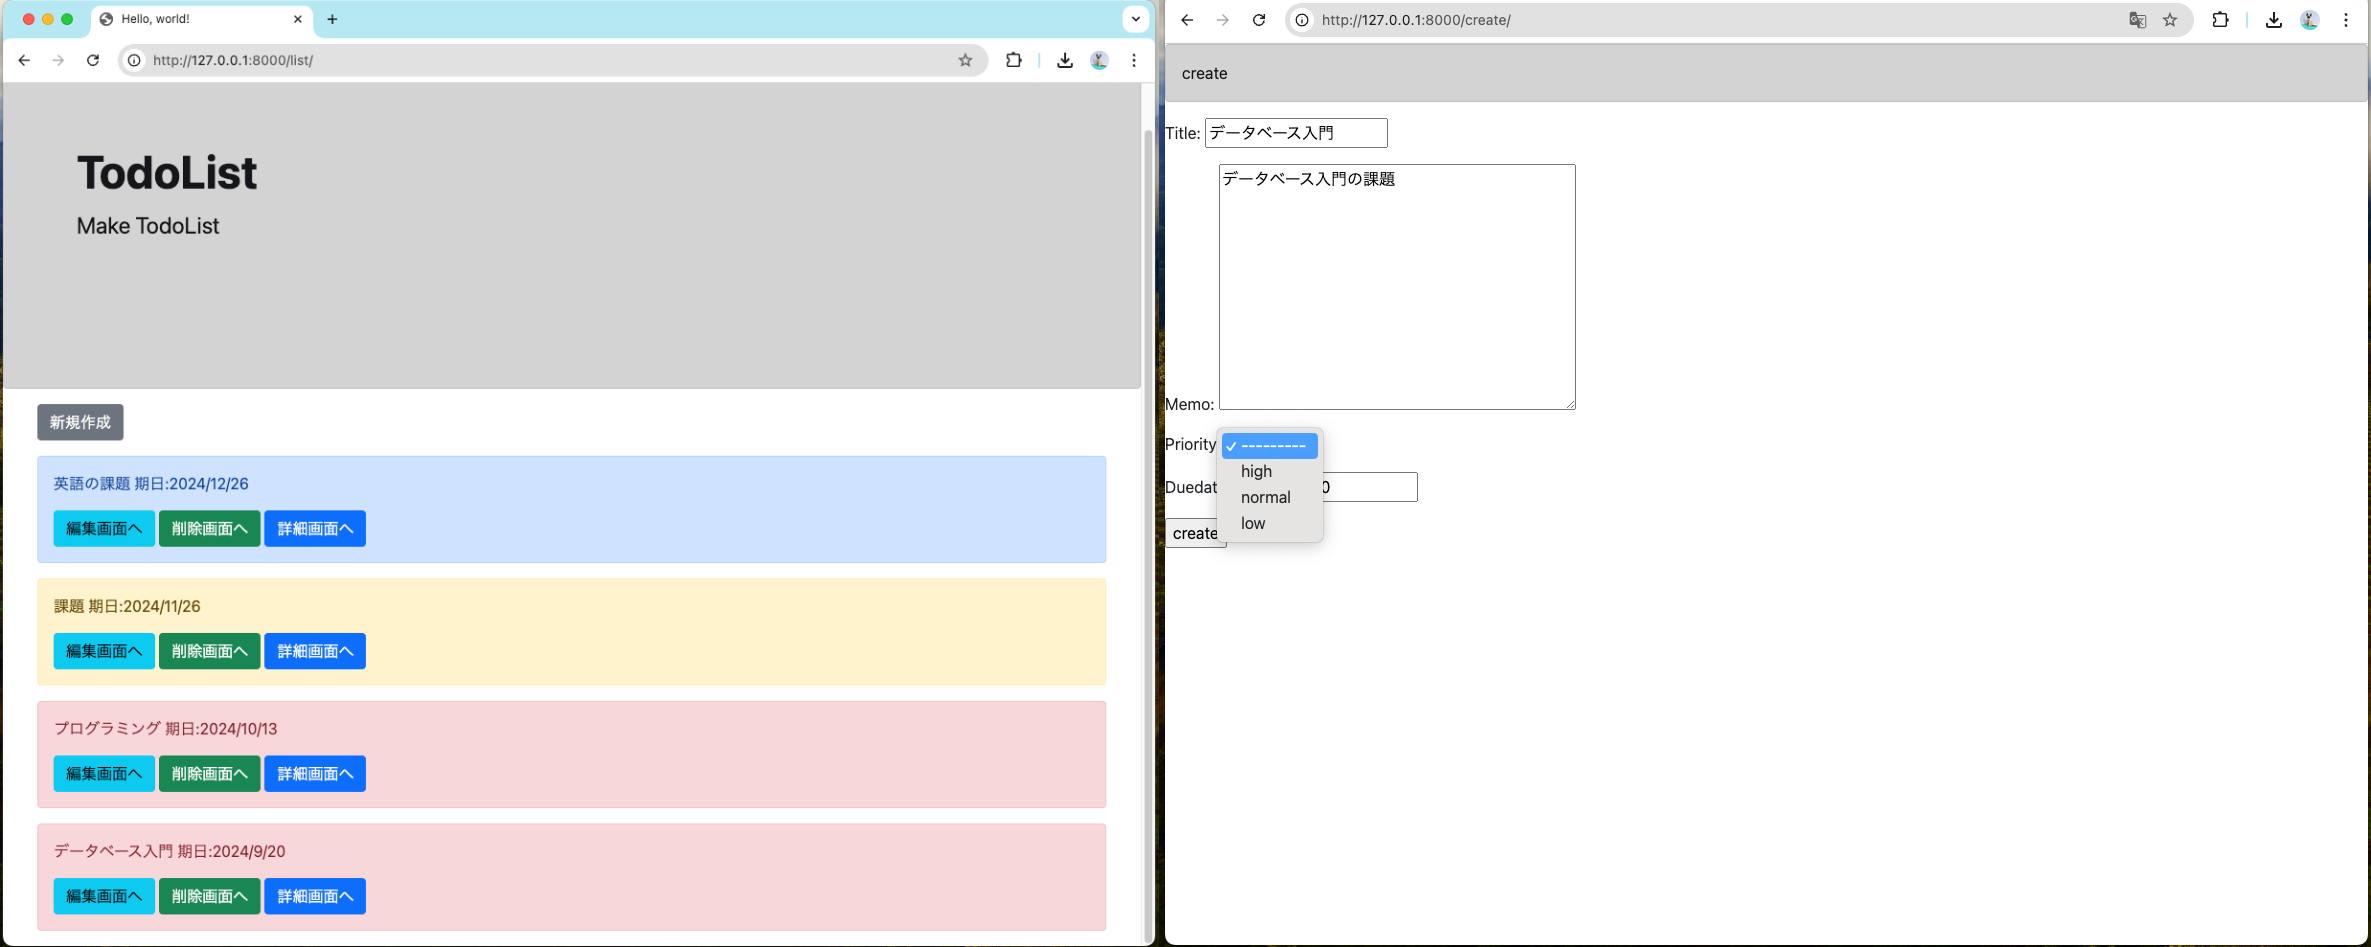 Hello, world!
http://127.0.0.1:8000/list/
TodoList
Make TodoList
新規作成
英語の課題 期日:2024/12/26
編集画面へ 削除画面へ 詳細画面へ
課題 期日:2024/11/26
編集画面へ 削除画面へ 詳細画面へ
プログラミング 期日:2024/10/13
編集画面へ 削除画面へ 詳細画面へ
データベース入門 期日:2024/9/20
編集画面へ 削除画面へ 詳細画面へ
http://127.0.0.1:8000/create/
create
Title: データベース入門
データベース入門の課題
Memo:
Priority ---------
high
normal
low
Duedat 0
create